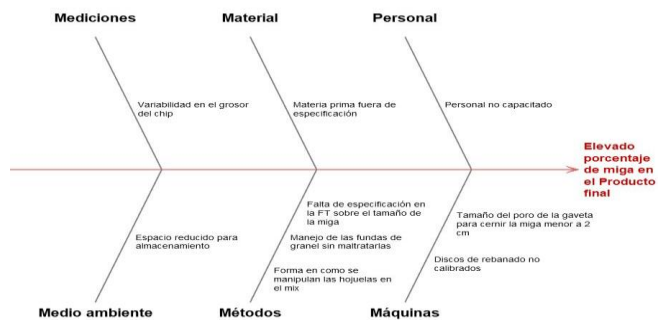 Mediciones
Material
Personal
Variabilidad en el grosor
del chip
Materia prima fuera de
especificación
Personal no capacitado
Elevado
porcentaje
de miga en
el Producto
final
Espacio reducido para
almacenamiento
Falta de especificación en
la FT sobre el tamaño de
la miga
Manejo de las fundas de
granel sin maltratarlas
Forma en como se
manipulan las hojuelas en
el mix
Tamaño del poro de la gaveta
para cernir la miga menor a 2
cm
Discos de rebanado no
calibrados
Medio ambiente
Métodos
Máquinas